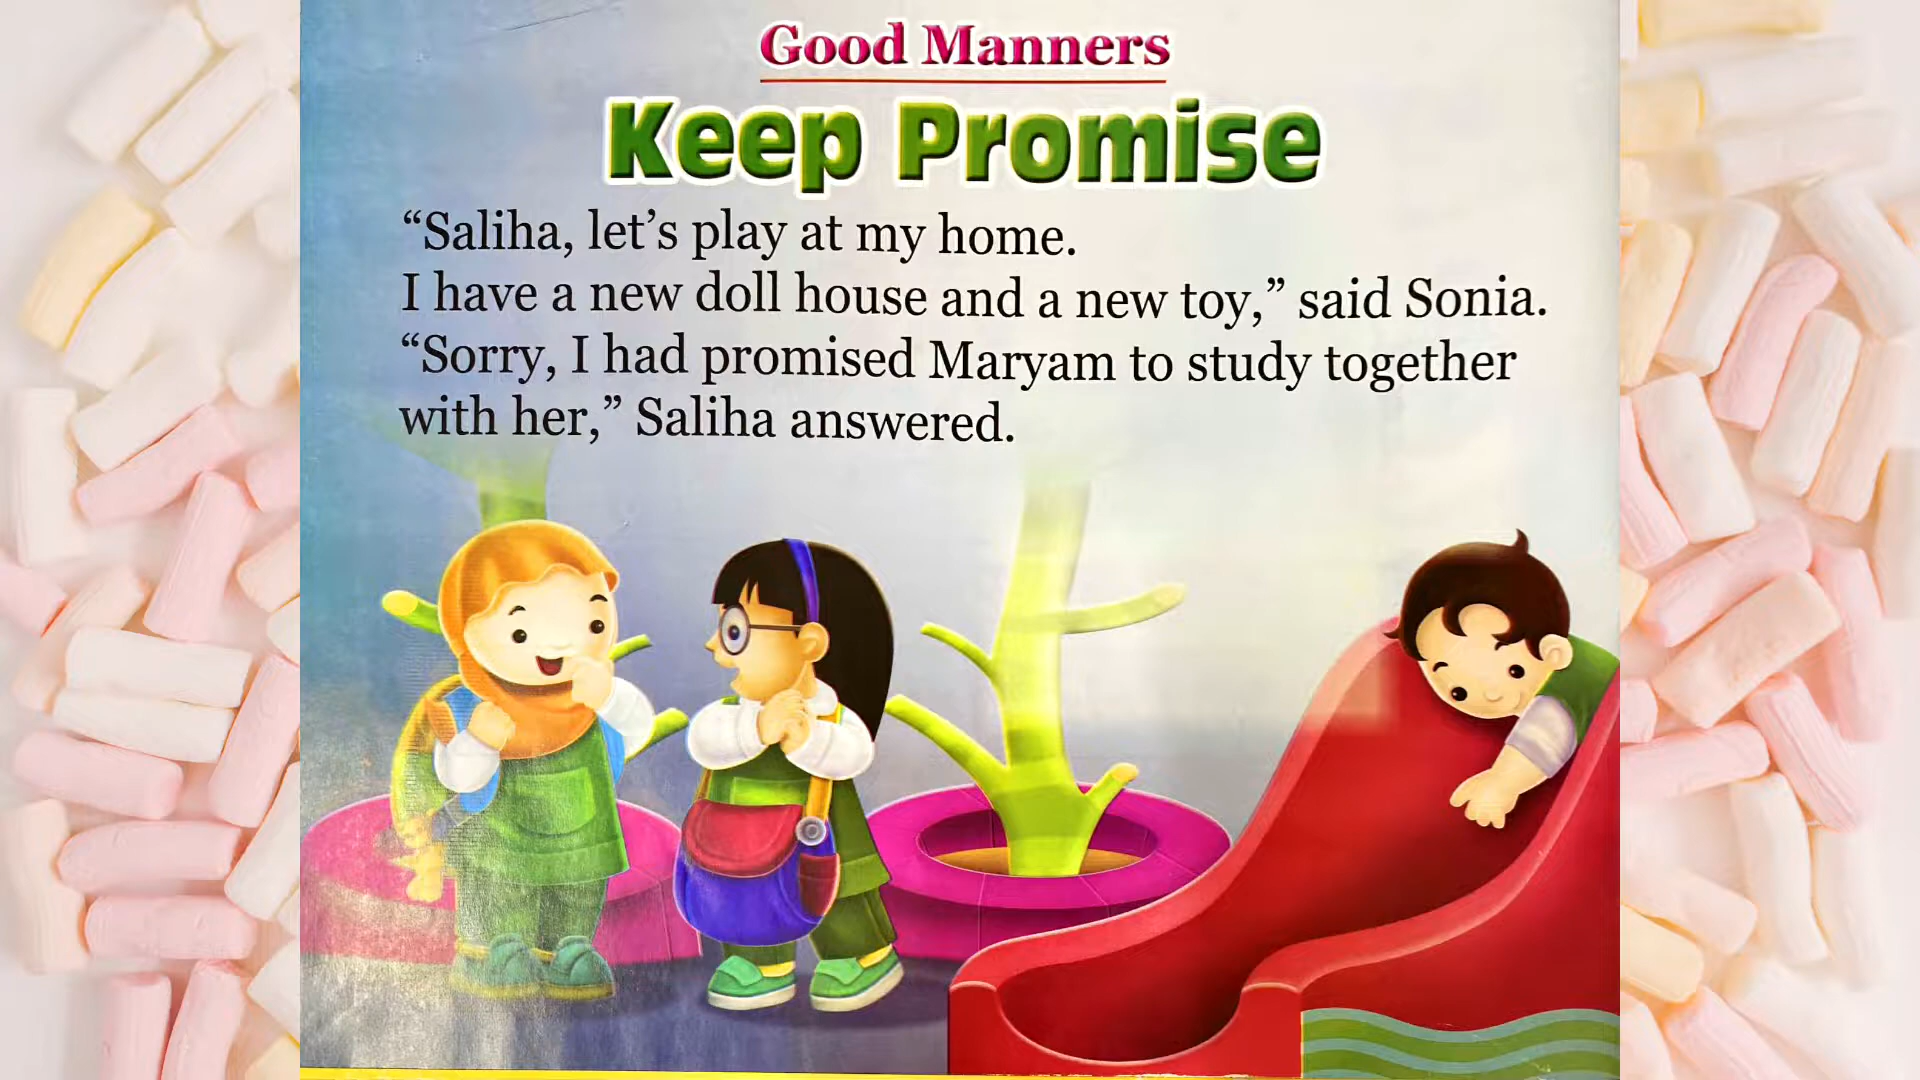 Good Manners
Keep Promise
“Saliha, let’s play at my home.
I have a new doll house and a new toy,” said Sonia.
“Sorry, I had promised Maryam to study together
with her,” Saliha answered.